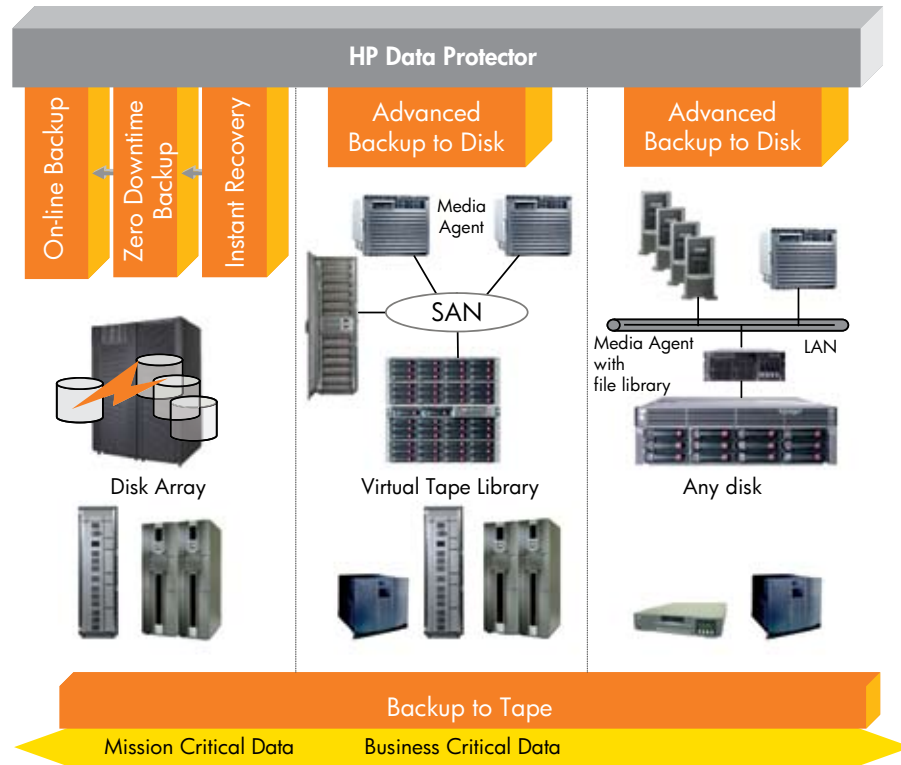 HP Data Protector
On-line Backup
Zero Downtime
Backup
Instant Recovery
Advanced
Backup to Disk
Advanced
Backup to Disk
Media
Agent
SAN
Media Agent
with
file library
LAN
Disk Array
Virtual Tape Library
Any disk
Backup to Tape
Mission Critical Data
Business Critical Data